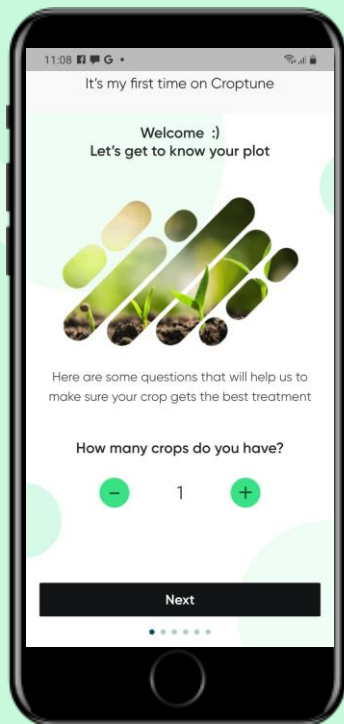 11:08 G
It's my first time on Croptune
Welcome :)
Let's get to know your plot
Here are some questions that will help us to
make sure your crop gets the best treatment
How many crops do you have?
- 1 +
Next